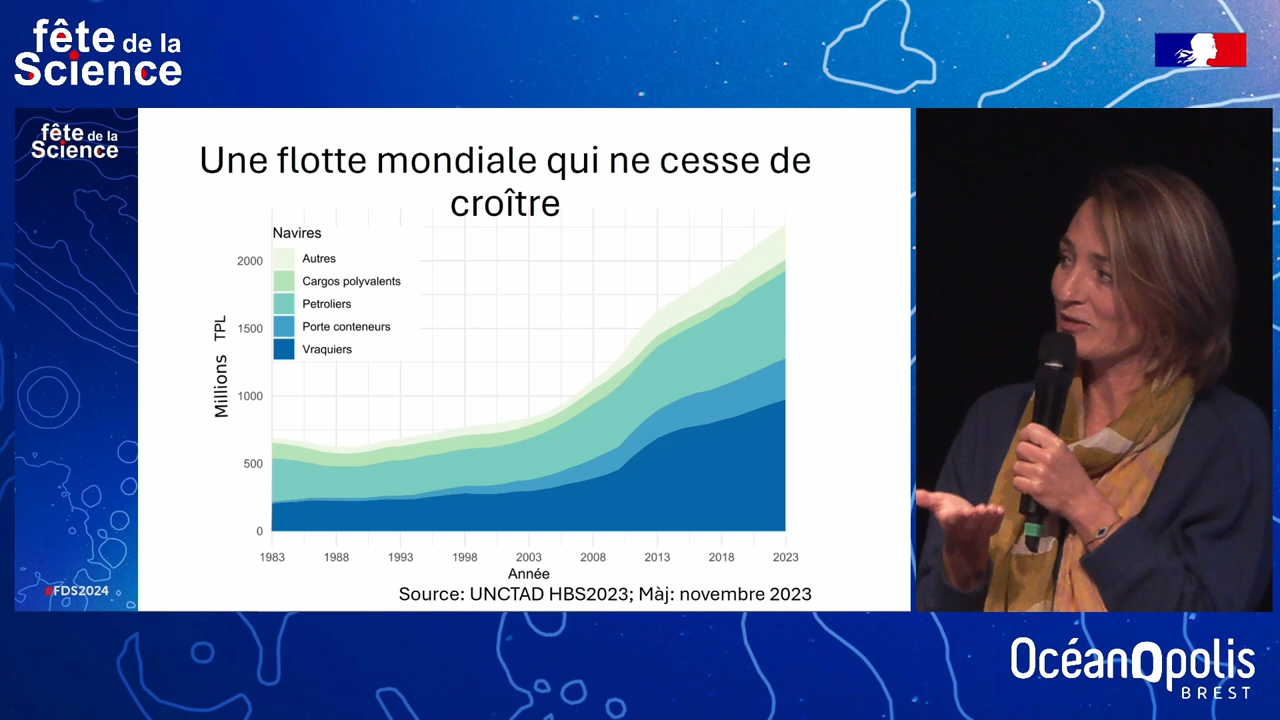 fête de la
Science
fête de la
Science
Une flotte mondiale qui ne cesse de
croître
Navires
Autres
Cargos polyvalents
Petroliers
Porte conteneurs
Vraquiers
Millions TPL
2000
1500
1000
500
0
1983 1988 1993 1998 2003 2008 2013 2018 2023
Année
Source: UNCTAD HBS2023; Màj: novembre 2023
#FDS2024
OcéanOpolis
BREST